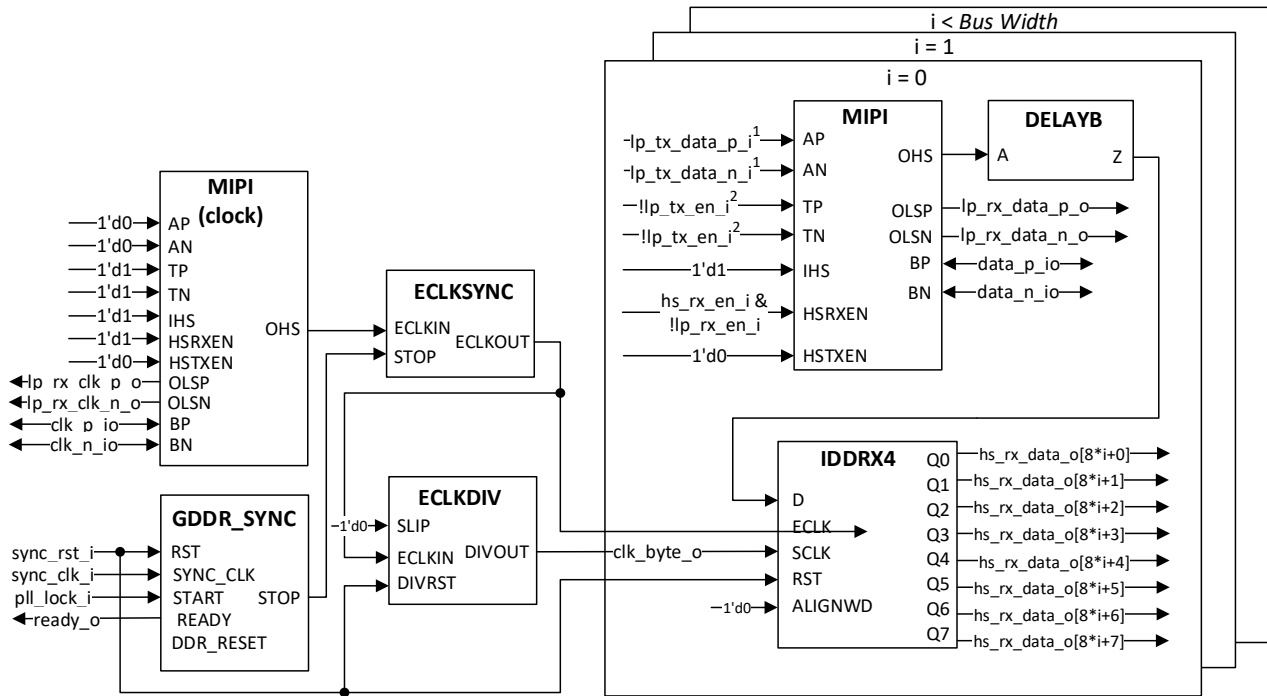 i < Bus Width
i = 1
i = 0
MIPI
(clock)
1'd0
AP
1'd0
AN
1'd1
TP
1'd1
TN
1'd1
IHS
1'd1
HSRXEN
1'd0
HSTXEN
OHS
lp_rx_clk_p_o
OLSP
lp_rx_clk_n_o
OLSN
clk_p_io
BP
clk_n_io
BN
GDDR_SYNC
sync_rst_i
RST
sync_clk_i
SYNC_CLK
pll_lock_i
START
STOP
ready_o
READY
DDR_RESET
ECLKSYNC
ECLKIN
ECLKOUT
STOP
ECLKDIV
1'd0
SLIP
ECLKIN
DIVOUT
DIVRST
clk_byte_o
MIPI
lp_tx_data_p_i¹
AP
lp_tx_data_n_i¹
AN
!lp_tx_en_i²
TP
!lp_tx_en_i²
TN
1'd1
IHS
hs_rx_en_i &
!lp_rx_en_i
HSRXEN
1'd0
HSTXEN
OHS
OLSP
lp_rx_data_p_o
OLSN
lp_rx_data_n_o
BP
data_p_io
BN
data_n_io
DELAYB
A
Z
IDDRX4
D
ECLK
SCLK
RST
1'd0
ALIGNWD
Q0
hs_rx_data_o[8*i+0]
Q1
hs_rx_data_o[8*i+1]
Q2
hs_rx_data_o[8*i+2]
Q3
hs_rx_data_o[8*i+3]
Q4
hs_rx_data_o[8*i+4]
Q5
hs_rx_data_o[8*i+5]
Q6
hs_rx_data_o[8*i+6]
Q7
hs_rx_data_o[8*i+7]